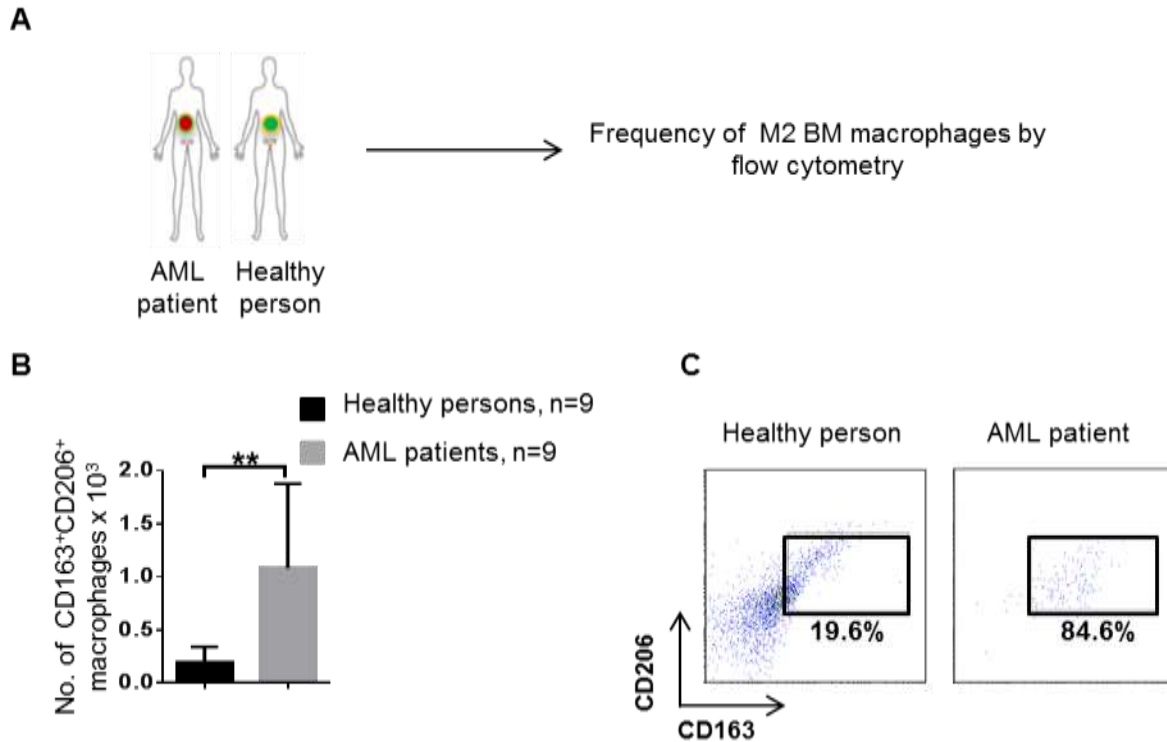 A
AML
patient
Healthy
person
Frequency of M2 BM macrophages by
flow cytometry
B
Healthy persons, n=9
AML patients, n=9
No. of CD163⁺CD206⁺
macrophages x 10³
**
2.0
1.5
1.0
0.5
0.0
C
Healthy person
AML patient
19.6%
84.6%
CD206
CD163